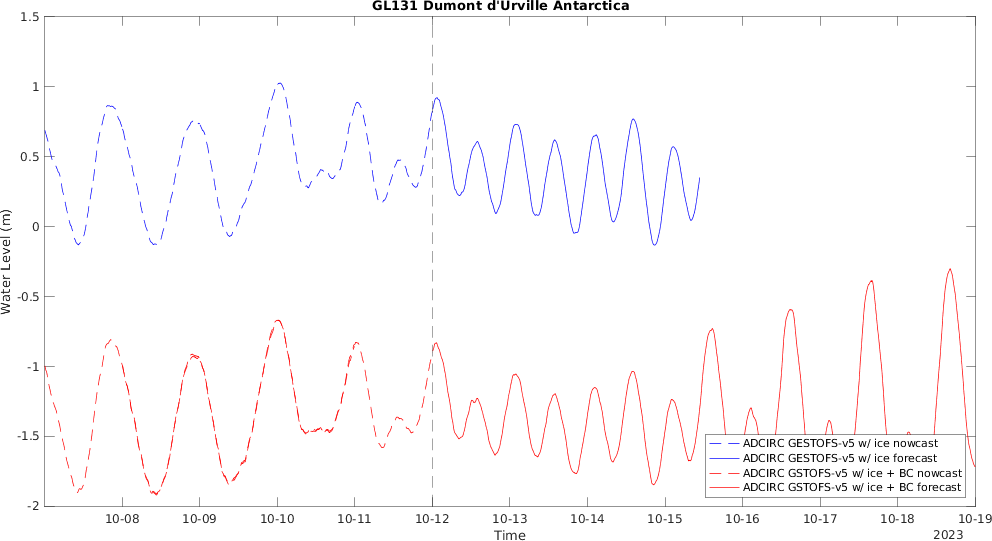 GL131 Dumont d'Urville Antarctica
1.5
1
0.5
0
-0.5
-1
-1.5
-2
Water Level (m)
ADCIRC GESTOFS-v5 w/ ice nowcast
ADCIRC GESTOFS-v5 w/ ice forecast
ADCIRC GSTOFS-v5 w/ ice + BC nowcast
ADCIRC GSTOFS-v5 w/ ice + BC forecast
10-08 10-09 10-10 10-11 10-12 10-13 10-14 10-15 10-16 10-17 10-18 10-19
Time
2023